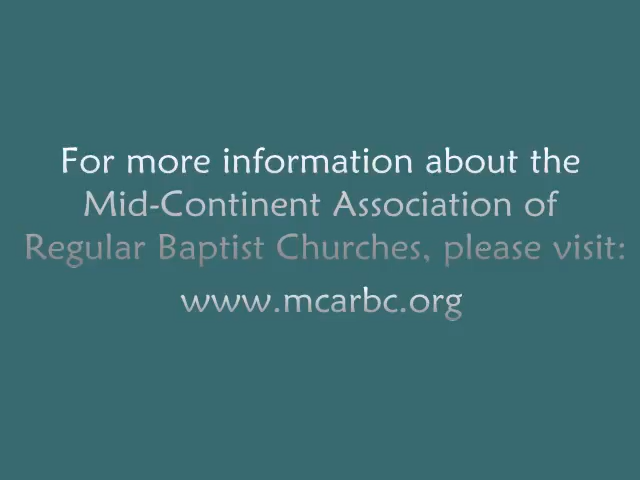 For more information about the
Mid-Continent Association of
Regular Baptist Churches, please visit:
www.mcarbc.org